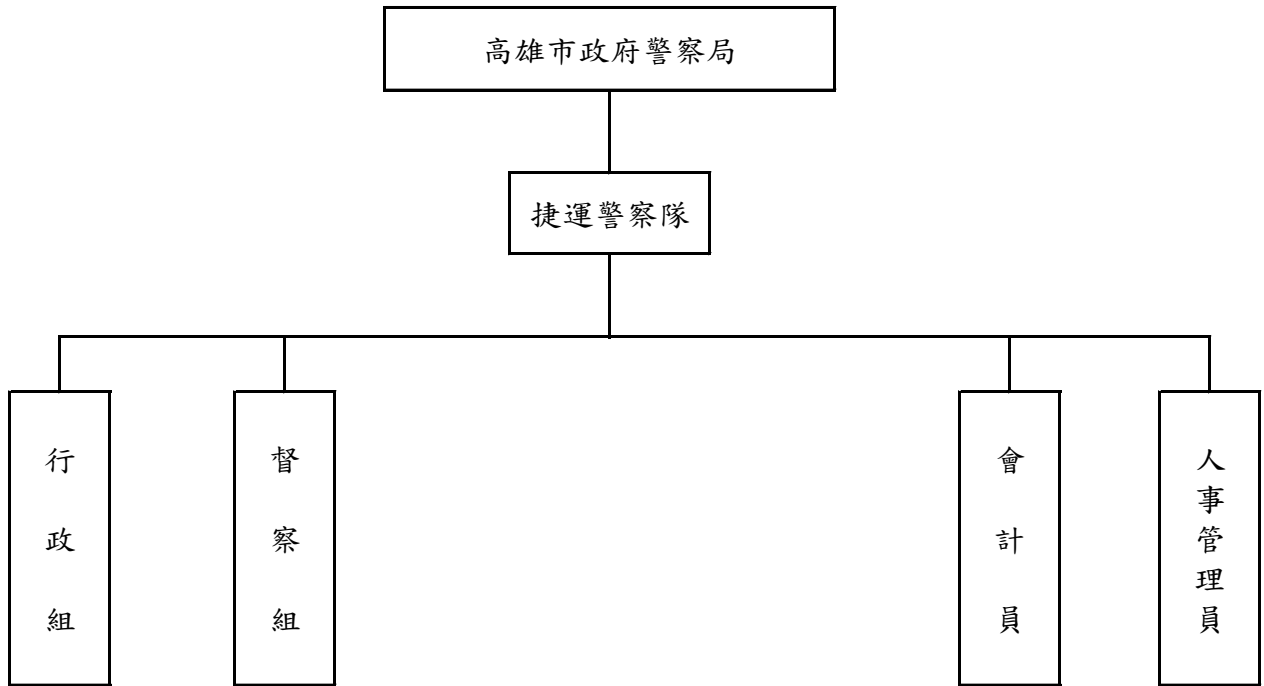 高雄市政府警察局
捷運警察隊
行政組
督察組
會計員
人事管理員